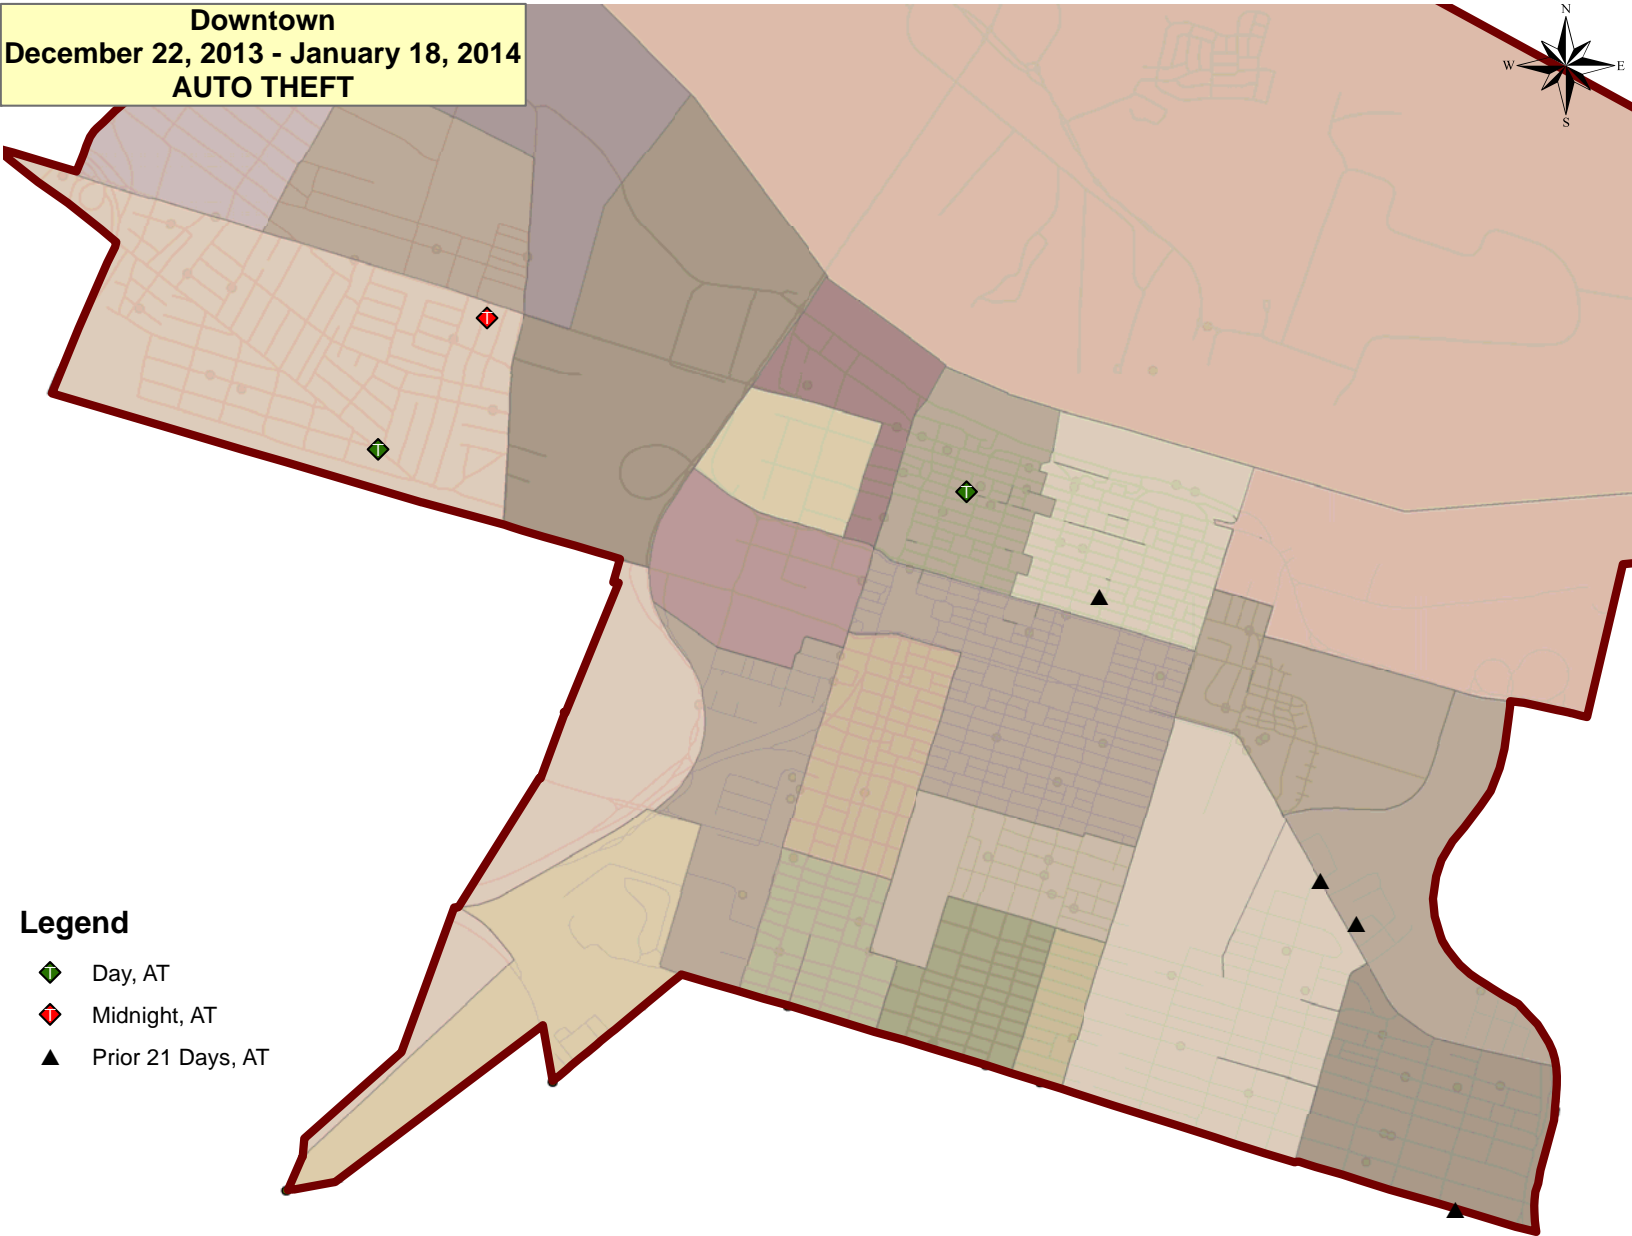 Downtown
December 22, 2013 - January 18, 2014
AUTO THEFT
N
W
E
S
T
T
T
Legend
T Day, AT
T Midnight, AT
Prior 21 Days, AT